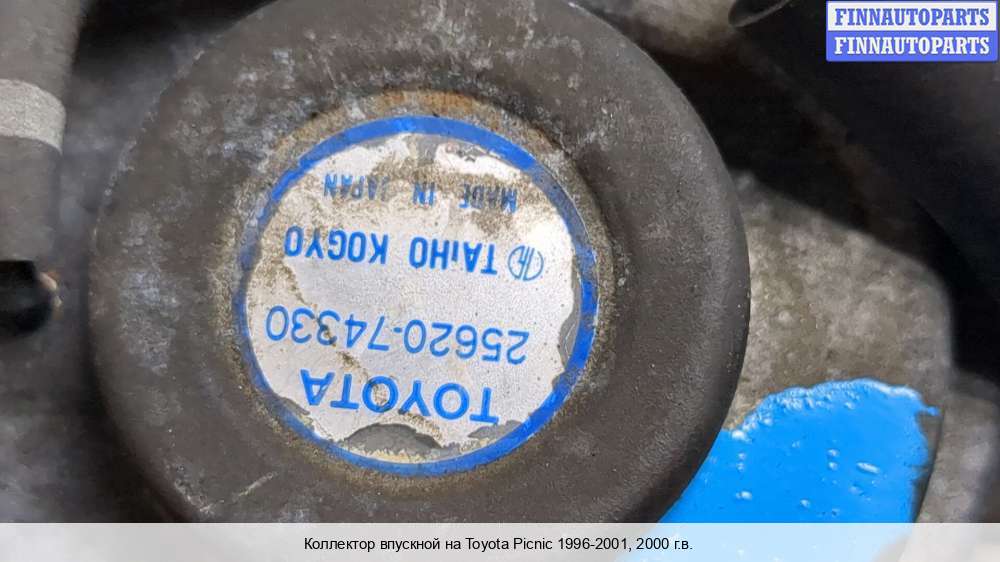 FINNAUTOPARTS
FINNAUTOPARTS
TOYOTA
25620-74330
TAiHO KOGYO
MADE IN JAPAN
Коллектор впускной на Toyota Picnic 1996-2001, 2000 г.в.